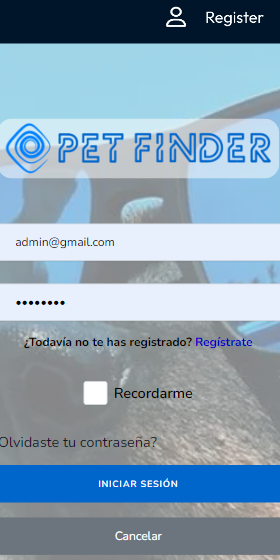 Register
PET FINDER
admin@gmail.com
••••••••
¿Todavía no te has registrado? Regístrate
Recordarme
Olvidaste tu contraseña?
INICIAR SESIÓN
Cancelar